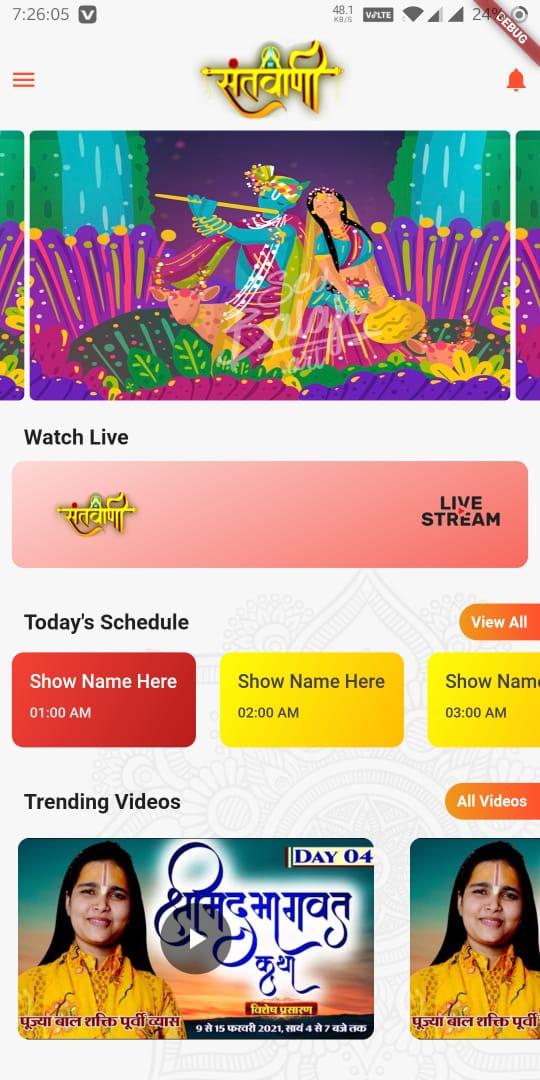 7:26:05
48.1
KB/S
VoLTE
24%
DEBUG
संतवाणी
Watch Live
संतवाणी
LIVE
STREAM
Today's Schedule
View All
Show Name Here
01:00 AM
Show Name Here
02:00 AM
Show Nam
03:00 AM
Trending Videos
All Videos
DAY 04
श्रीमद्भागवत
कथा
विशेष प्रसारण
पूज्या बाल शक्ति पूर्वी व्यास
9 से 15 फरवरी 2021, सायं 4 से 7 बजे तक
पूज्या बाल शक्ति पूर्वी